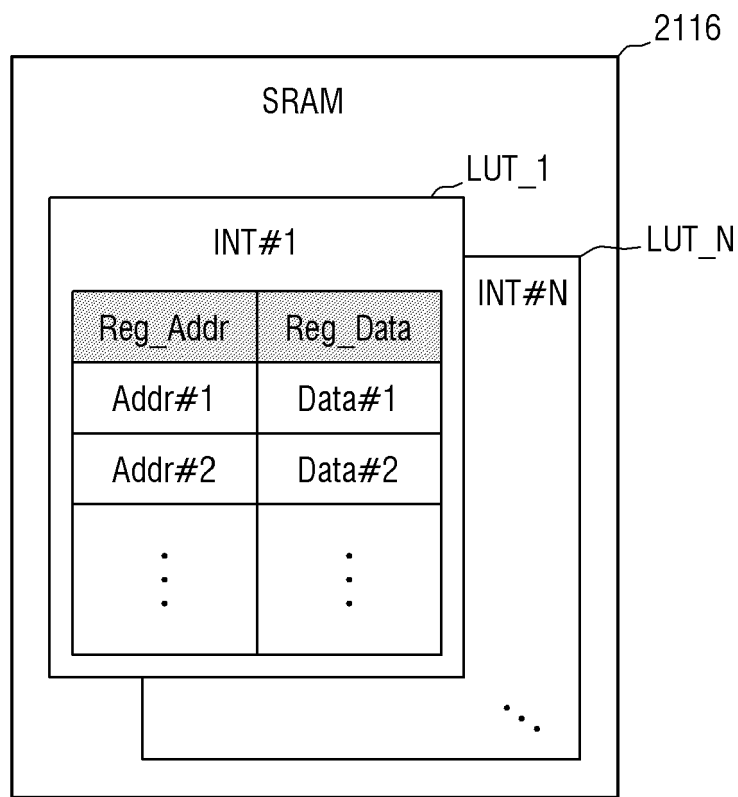 2116
SRAM
LUT_1
INT#1
LUT_N
INT#N
Reg_Addr Reg_Data
Addr#1 Data#1
Addr#2 Data#2